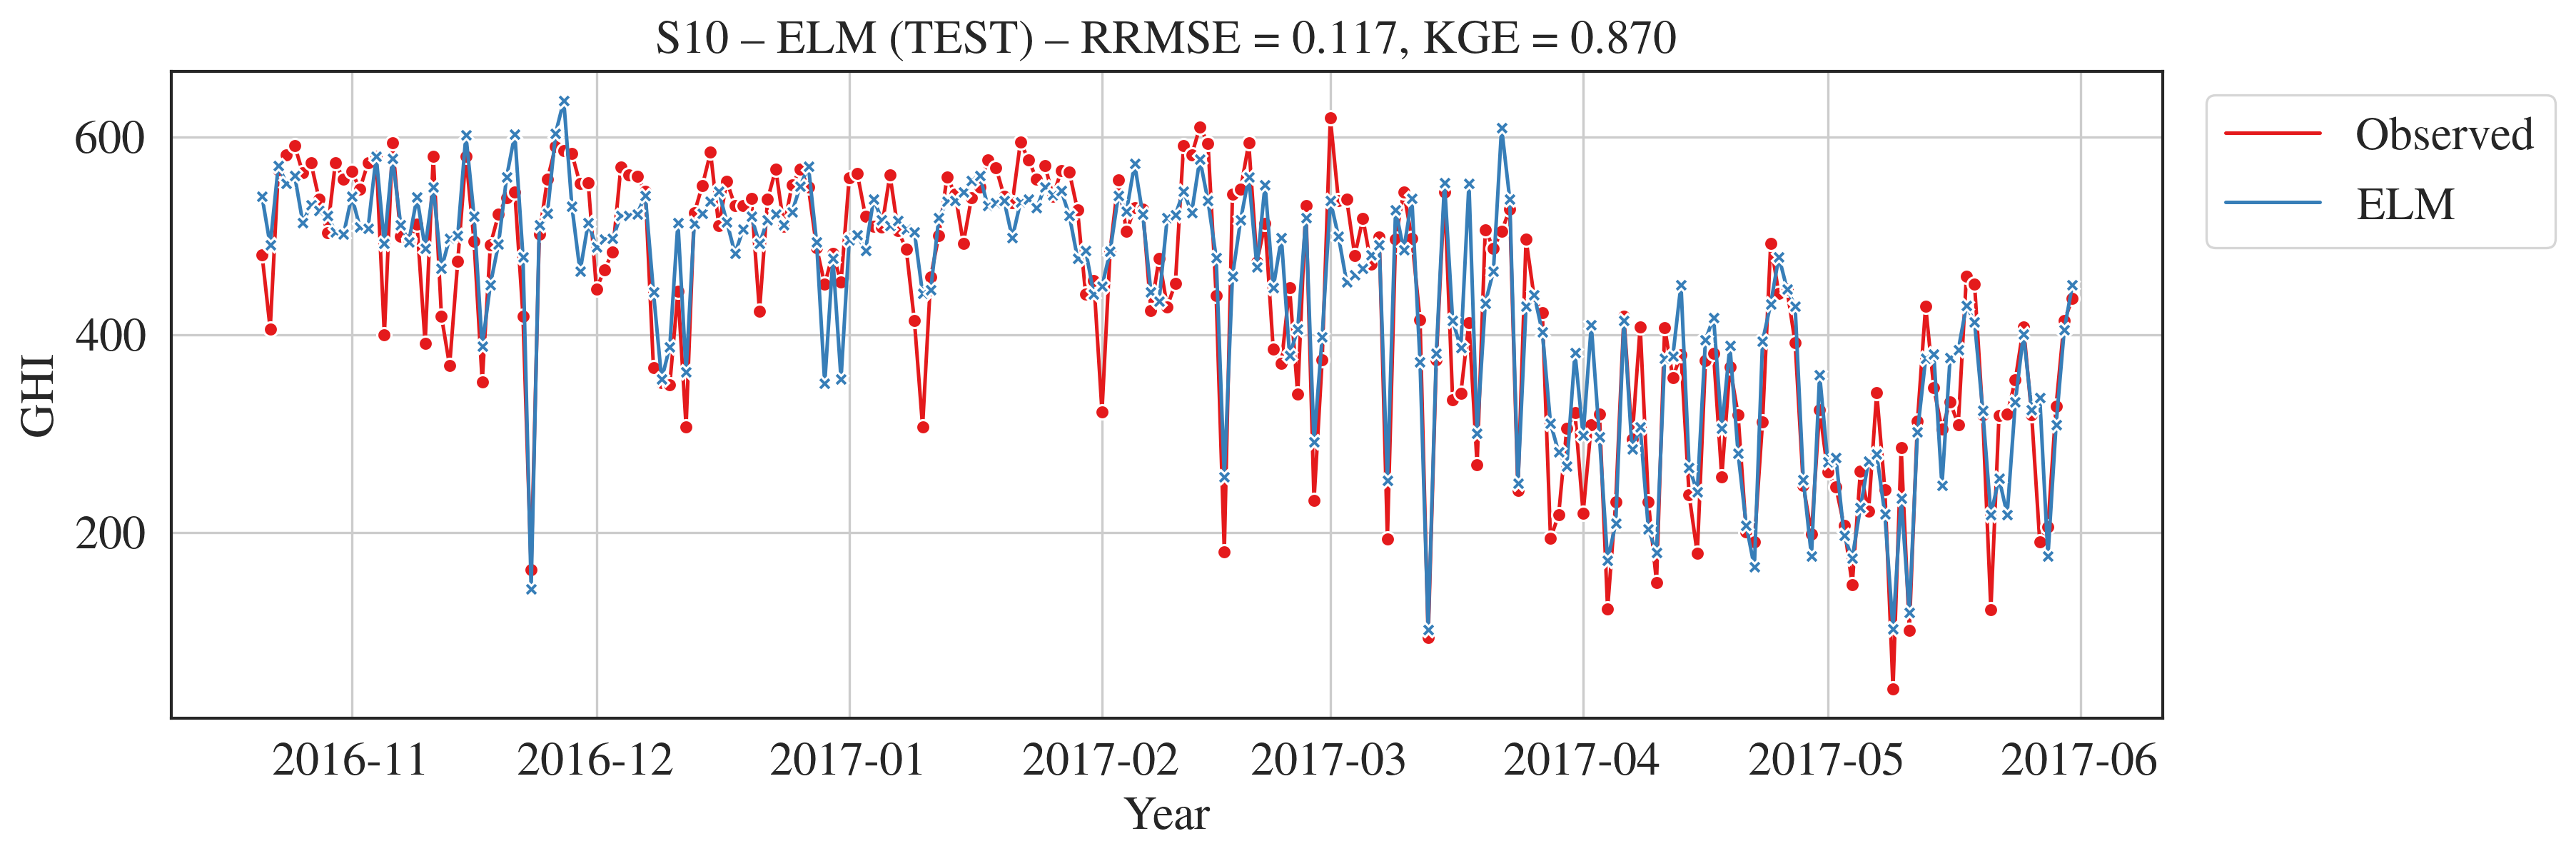 S10 – ELM (TEST) – RRMSE = 0.117, KGE = 0.870
600
400
200
GHI
2016-11 2016-12 2017-01 2017-02 2017-03 2017-04 2017-05 2017-06
Year
Observed
ELM